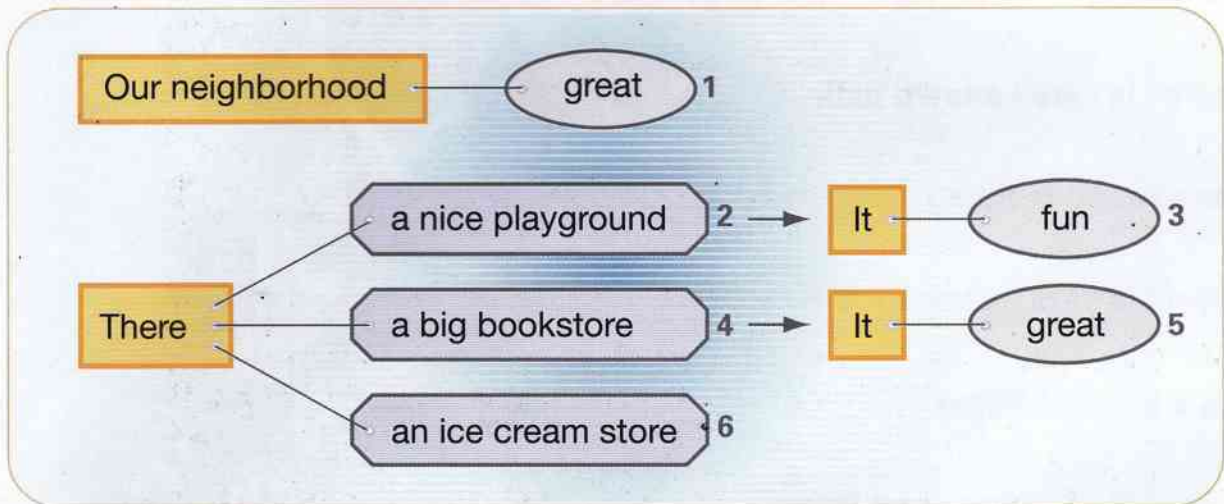 Our neighborhood great 1
a nice playground 2 It fun 3
There a big bookstore 4 It great 5
an ice cream store 6